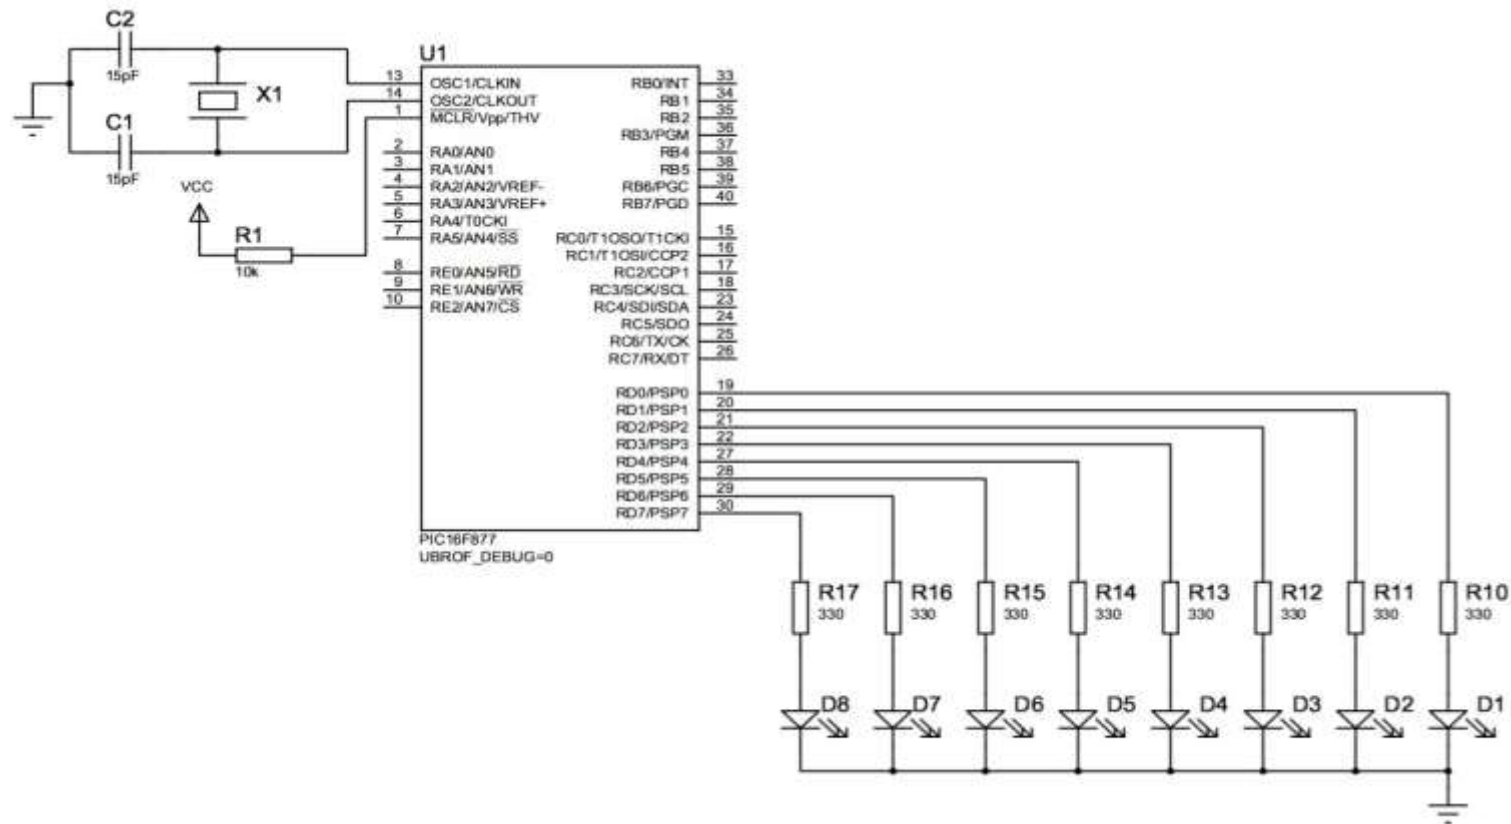 C2
15pF
X1
C1
15pF
VCC
R1
10k
U1
13 OSC1/CLKIN
14 OSC2/CLKOUT
1 MCLR/Vpp/THV
2 RA0/AN0
3 RA1/AN1
4 RA2/AN2/VREF-
5 RA3/AN3/VREF+
6 RA4/T0CKI
7 RA5/AN4/SS
8 RE0/AN5/RD
9 RE1/AN6/WR
10 RE2/AN7/CS
RB0/INT 33
RB1 34
RB2 35
RB3/PGM 36
RB4 37
RB5 38
RB6/PGC 39
RB7/PGD 40
RC0/T1OSO/T1CKI 15
RC1/T1OSI/CCP2 16
RC2/CCP1 17
RC3/SCK/SCL 18
RC4/SDI/SDA 23
RC5/SDO 24
RC6/TX/CK 25
RC7/RX/DT 26
RD0/PSP0 19
RD1/PSP1 20
RD2/PSP2 21
RD3/PSP3 22
RD4/PSP4 27
RD5/PSP5 28
RD6/PSP6 29
RD7/PSP7 30
PIC16F877
UBROF_DEBUG=0
R17 R16 R15 R14 R13 R12 R11 R10
330 330 330 330 330 330 330 330
D8 D7 D6 D5 D4 D3 D2 D1